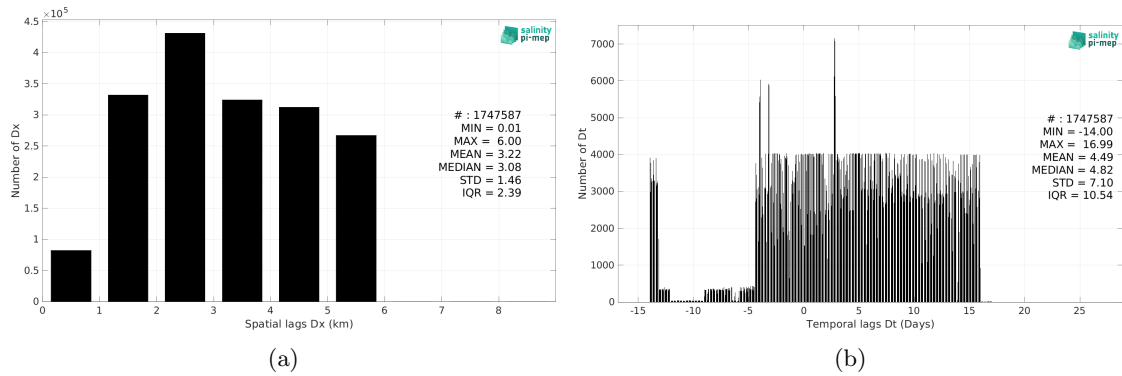 4.5 ×10⁵
4
3.5
3
2.5
2
1.5
1
0.5
0
0 1 2 3 4 5 6 7 8 9
Number of Dx
Spatial lags Dx (km)
salinity
pi-mep
# : 1747587
MIN = 0.01
MAX = 6.00
MEAN = 3.22
MEDIAN = 3.08
STD = 1.46
IQR = 2.39
(a)
7000
6000
5000
4000
3000
2000
1000
0
-15 -10 -5 0 5 10 15 20 25
Number of Dt
Temporal lags Dt (Days)
salinity
pi-mep
# : 1747587
MIN = -14.00
MAX = 16.99
MEAN = 4.49
MEDIAN = 4.82
STD = 7.10
IQR = 10.54
(b)